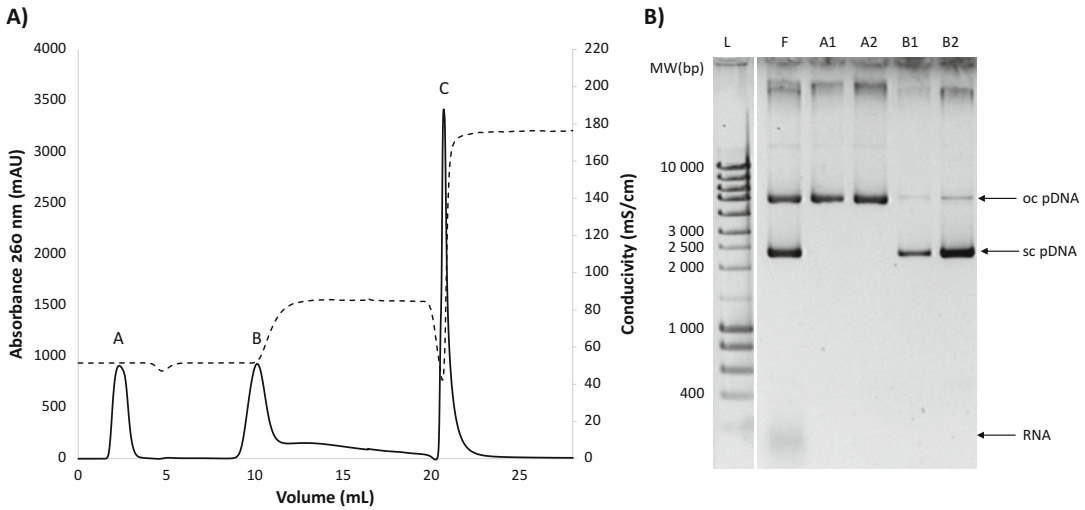 A)
4000
3500
3000
2500
2000
1500
1000
500
0
Absorbance 260 nm (mAU)
220
200
180
160
140
120
100
80
60
40
20
0
Conducivity (mS/cm)
A
B
C
0 5 10 15 20 25
Volume (mL)
B)
L F A1 A2 B1 B2
MW(bp)
10 000
3 000
2 500
2 000
1 000
400
oc pDNA
sc pDNA
RNA